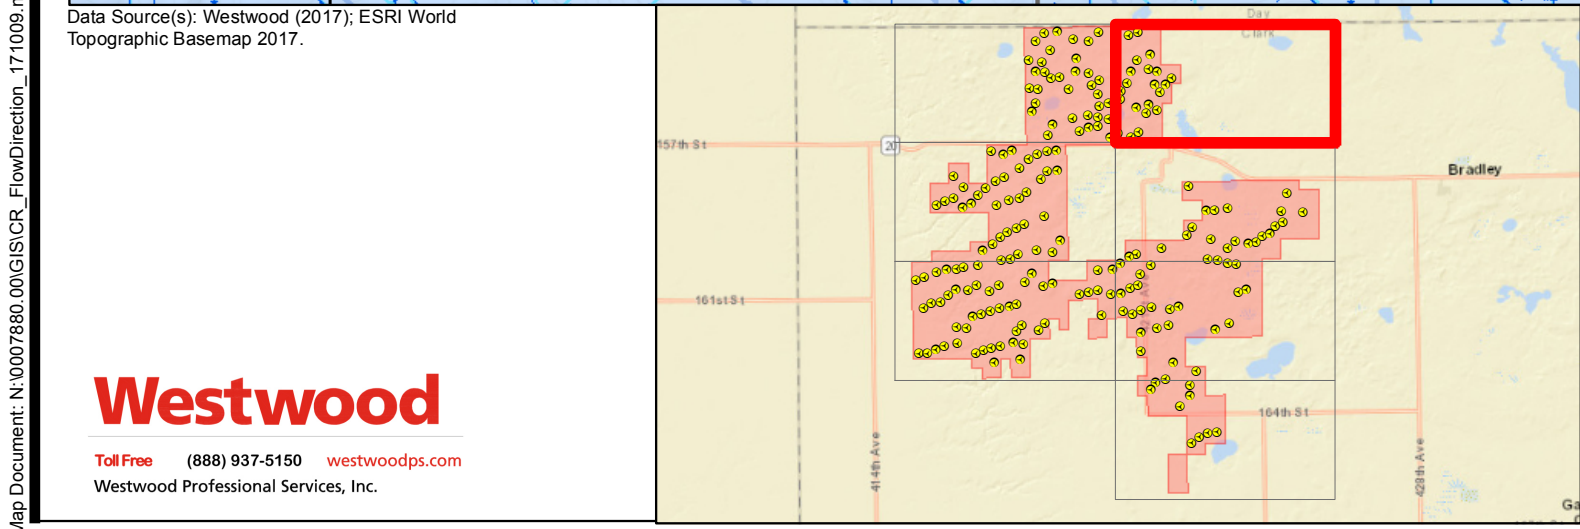 Map Document: N:\0007880.00\GIS\CR_FlowDirection_171009.m
Data Source(s): Westwood (2017); ESRI World
Topographic Basemap 2017.
Westwood
Toll Free (888) 937-5150 westwoodps.com
Westwood Professional Services, Inc.
Day
Clark
157th St
20
Bradley
161st St
164th St
414th Ave
428th Ave
Ga